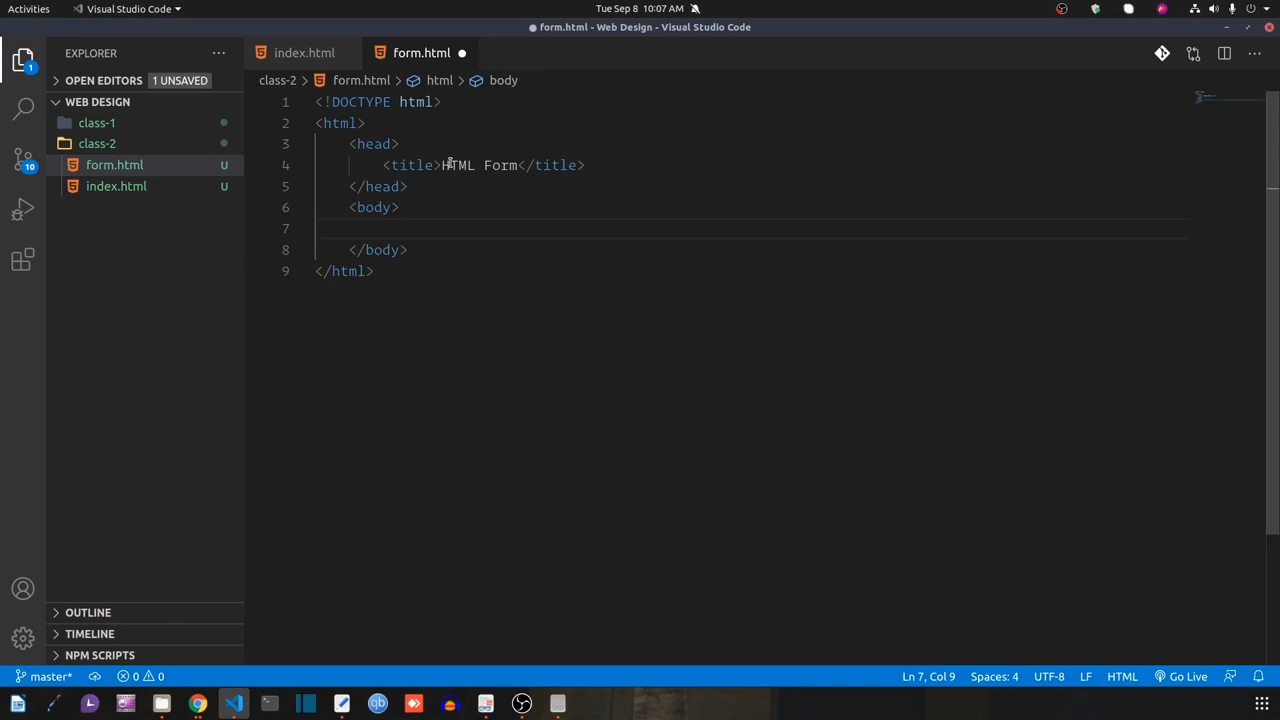 Activities
Visual Studio Code
Tue Sep 8 10:07 AM
form.html - Web Design - Visual Studio Code
EXPLORER
index.html
form.html
1
OPEN EDITORS 1 UNSAVED
class-2 > form.html > html > body
WEB DESIGN
class-1
class-2
form.html U
index.html U
10
1 <!DOCTYPE html>
2 <html>
3 <head>
4 <title>HTML Form</title>
5 </head>
6 <body>
7
8 </body>
9 </html>
OUTLINE
TIMELINE
NPM SCRIPTS
master*
0
0
Ln 7, Col 9
Spaces: 4
UTF-8
LF
HTML
Go Live
qb